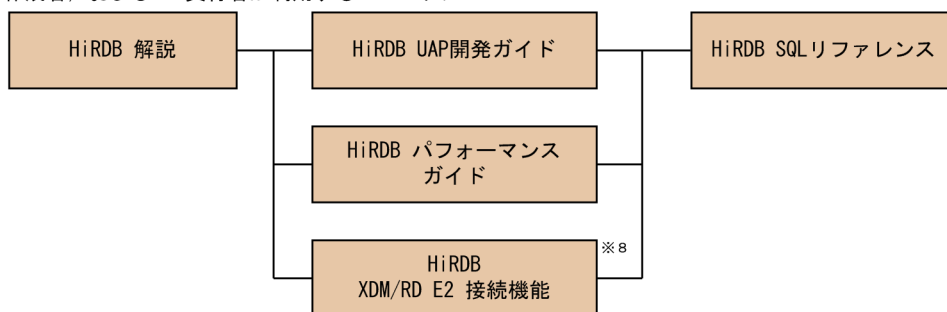 HiRDB 解説
HiRDB UAP開発ガイド
HiRDB SQLリファレンス
HiRDB パフォーマンス
ガイド
※8
HiRDB
XDM/RD E2 接続機能